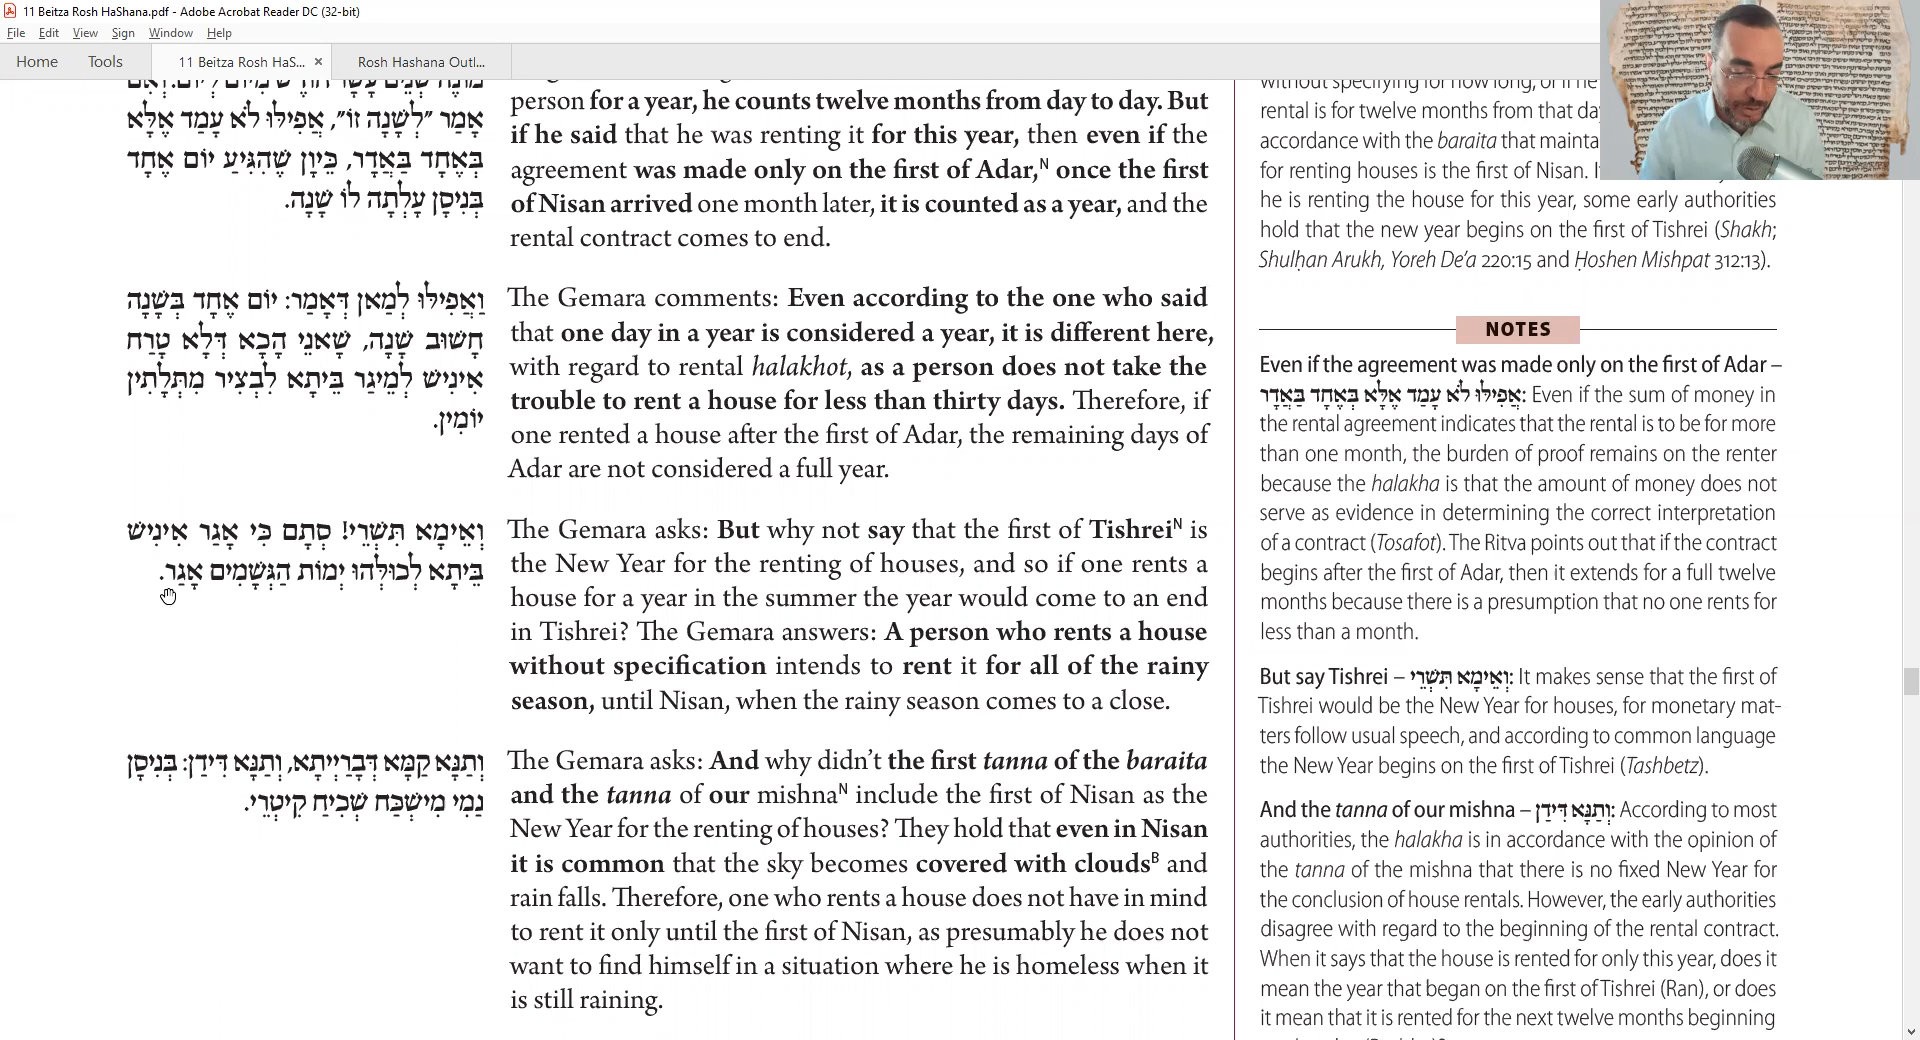 11 Beitza Rosh HaShana.pdf - Adobe Acrobat Reader DC (32-bit)
File Edit View Sign Window Help
Home Tools 11 Beitza Rosh HaS... × Rosh Hashana Outl...
מוֹנֶה שְׁנֵים עָשָׂר חֹדֶשׁ מִיּוֹם לְיוֹם. וְאִם
אָמַר ״לְשָׁנָה זוֹ״, אֲפִילּוּ לֹא עָמַד אֶלָּא
בְּאֶחָד בַּאֲדָר, כֵּיוָן שֶׁהִגִּיעַ יוֹם אֶחָד
בְּנִיסָן עָלְתָה לוֹ שָׁנָה.
person for a year, he counts twelve months from day to day. But
if he said that he was renting it for this year, then even if the
agreement was made only on the first of Adar,N once the first
of Nisan arrived one month later, it is counted as a year, and the
rental contract comes to end.
וַאֲפִילּוּ לְמַאן דְּאָמַר: יוֹם אֶחָד בְּשָׁנָה
חָשׁוּב שָׁנָה, שָׁאנֵי הָכָא דְּלָא טָרַח
אִינִישׁ לְמֵיגַר בֵּיתָא לִבְצִיר מִתְּלָתִין
יוֹמִין.
The Gemara comments: Even according to the one who said
that one day in a year is considered a year, it is different here,
with regard to rental halakhot, as a person does not take the
trouble to rent a house for less than thirty days. Therefore, if
one rented a house after the first of Adar, the remaining days of
Adar are not considered a full year.
וְאֵימָא תִּשְׁרֵי! סְתָם כִּי אָגַר אִינִישׁ
בֵּיתָא לְכוּלְּהוּ יְמוֹת הַגְּשָׁמִים אָגַר.
The Gemara asks: But why not say that the first of TishreiN is
the New Year for the renting of houses, and so if one rents a
house for a year in the summer the year would come to an end
in Tishrei? The Gemara answers: A person who rents a house
without specification intends to rent it for all of the rainy
season, until Nisan, when the rainy season comes to a close.
וְתַנָּא קַמָּא דְּבָרַיְיתָא, וְתַנָּא דִּידַן: בְּנִיסָן
נַמִי מִישְׁכַּח שְׁכִיחַ קִיטְרֵי.
The Gemara asks: And why didn't the first tanna of the baraita
and the tanna of our mishnaN include the first of Nisan as the
New Year for the renting of houses? They hold that even in Nisan
it is common that the sky becomes covered with cloudsB and
rain falls. Therefore, one who rents a house does not have in mind
to rent it only until the first of Nisan, as presumably he does not
want to find himself in a situation where he is homeless when it
is still raining.
without specifying for how long, or if he
rental is for twelve months from that da
accordance with the baraita that mainta
for renting houses is the first of Nisan. I
he is renting the house for this year, some early authorities
hold that the new year begins on the first of Tishrei (Shakh;
Shulḥan Arukh, Yoreh De'a 220:15 and Ḥoshen Mishpat 312:13).
NOTES
Even if the agreement was made only on the first of Adar –
אֲפִילּוּ לֹא עָמַד אֶלָּא בְּאֶחָד בַּאֲדָר: Even if the sum of money in
the rental agreement indicates that the rental is to be for more
than one month, the burden of proof remains on the renter
because the halakha is that the amount of money does not
serve as evidence in determining the correct interpretation
of a contract (Tosafot). The Ritva points out that if the contract
begins after the first of Adar, then it extends for a full twelve
months because there is a presumption that no one rents for
less than a month.
But say Tishrei – וְאֵימָא תִּשְׁרֵי: It makes sense that the first of
Tishrei would be the New Year for houses, for monetary mat-
ters follow usual speech, and according to common language
the New Year begins on the first of Tishrei (Tashbetz).
And the tanna of our mishna – וְתַנָּא דִּידַן: According to most
authorities, the halakha is in accordance with the opinion of
the tanna of the mishna that there is no fixed New Year for
the conclusion of house rentals. However, the early authorities
disagree with regard to the beginning of the rental contract.
When it says that the house is rented for only this year, does it
mean the year that began on the first of Tishrei (Ran), or does
it mean that it is rented for the next twelve months beginning